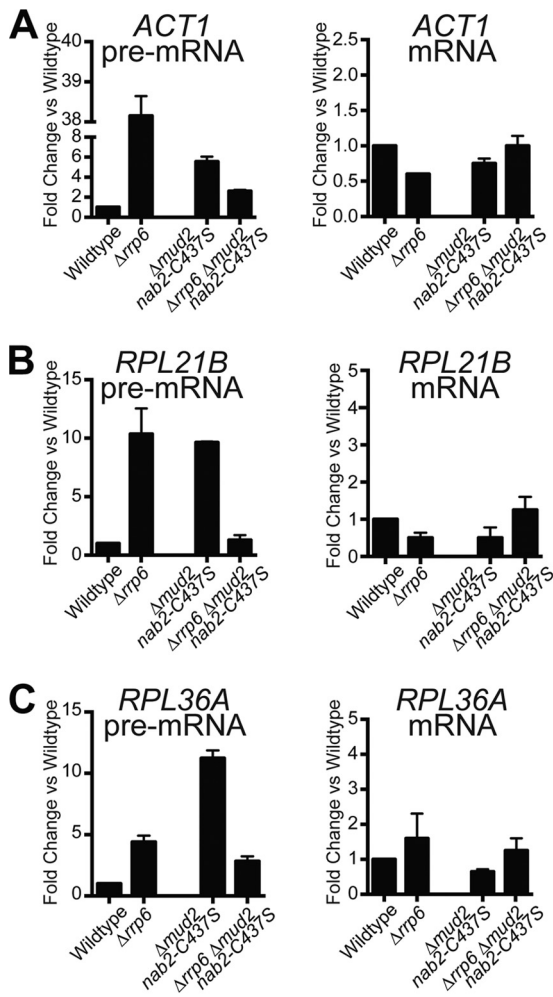 A
ACT1
pre-mRNA
Fold Change vs Wildtype
40
39
38
8
6
4
2
0
Wildtype
Δrrp6
Δmud2
nab2-C437S
Δrrp6 Δmud2
nab2-C437S
ACT1
mRNA
Fold Change vs Wildtype
2.5
2.0
1.5
1.0
0.5
0.0
Wildtype
Δrrp6
Δmud2
nab2-C437S
Δrrp6 Δmud2
nab2-C437S
B
RPL21B
pre-mRNA
Fold Change vs Wildtype
15
10
5
0
Wildtype
Δrrp6
Δmud2
nab2-C437S
Δrrp6 Δmud2
nab2-C437S
RPL21B
mRNA
Fold Change vs Wildtype
5
4
3
2
1
0
Wildtype
Δrrp6
Δmud2
nab2-C437S
Δrrp6 Δmud2
nab2-C437S
C
RPL36A
pre-mRNA
Fold Change vs Wildtype
15
10
5
0
Wildtype
Δrrp6
Δmud2
nab2-C437S
Δrrp6 Δmud2
nab2-C437S
RPL36A
mRNA
Fold Change vs Wildtype
5
4
3
2
1
0
Wildtype
Δrrp6
Δmud2
nab2-C437S
Δrrp6 Δmud2
nab2-C437S